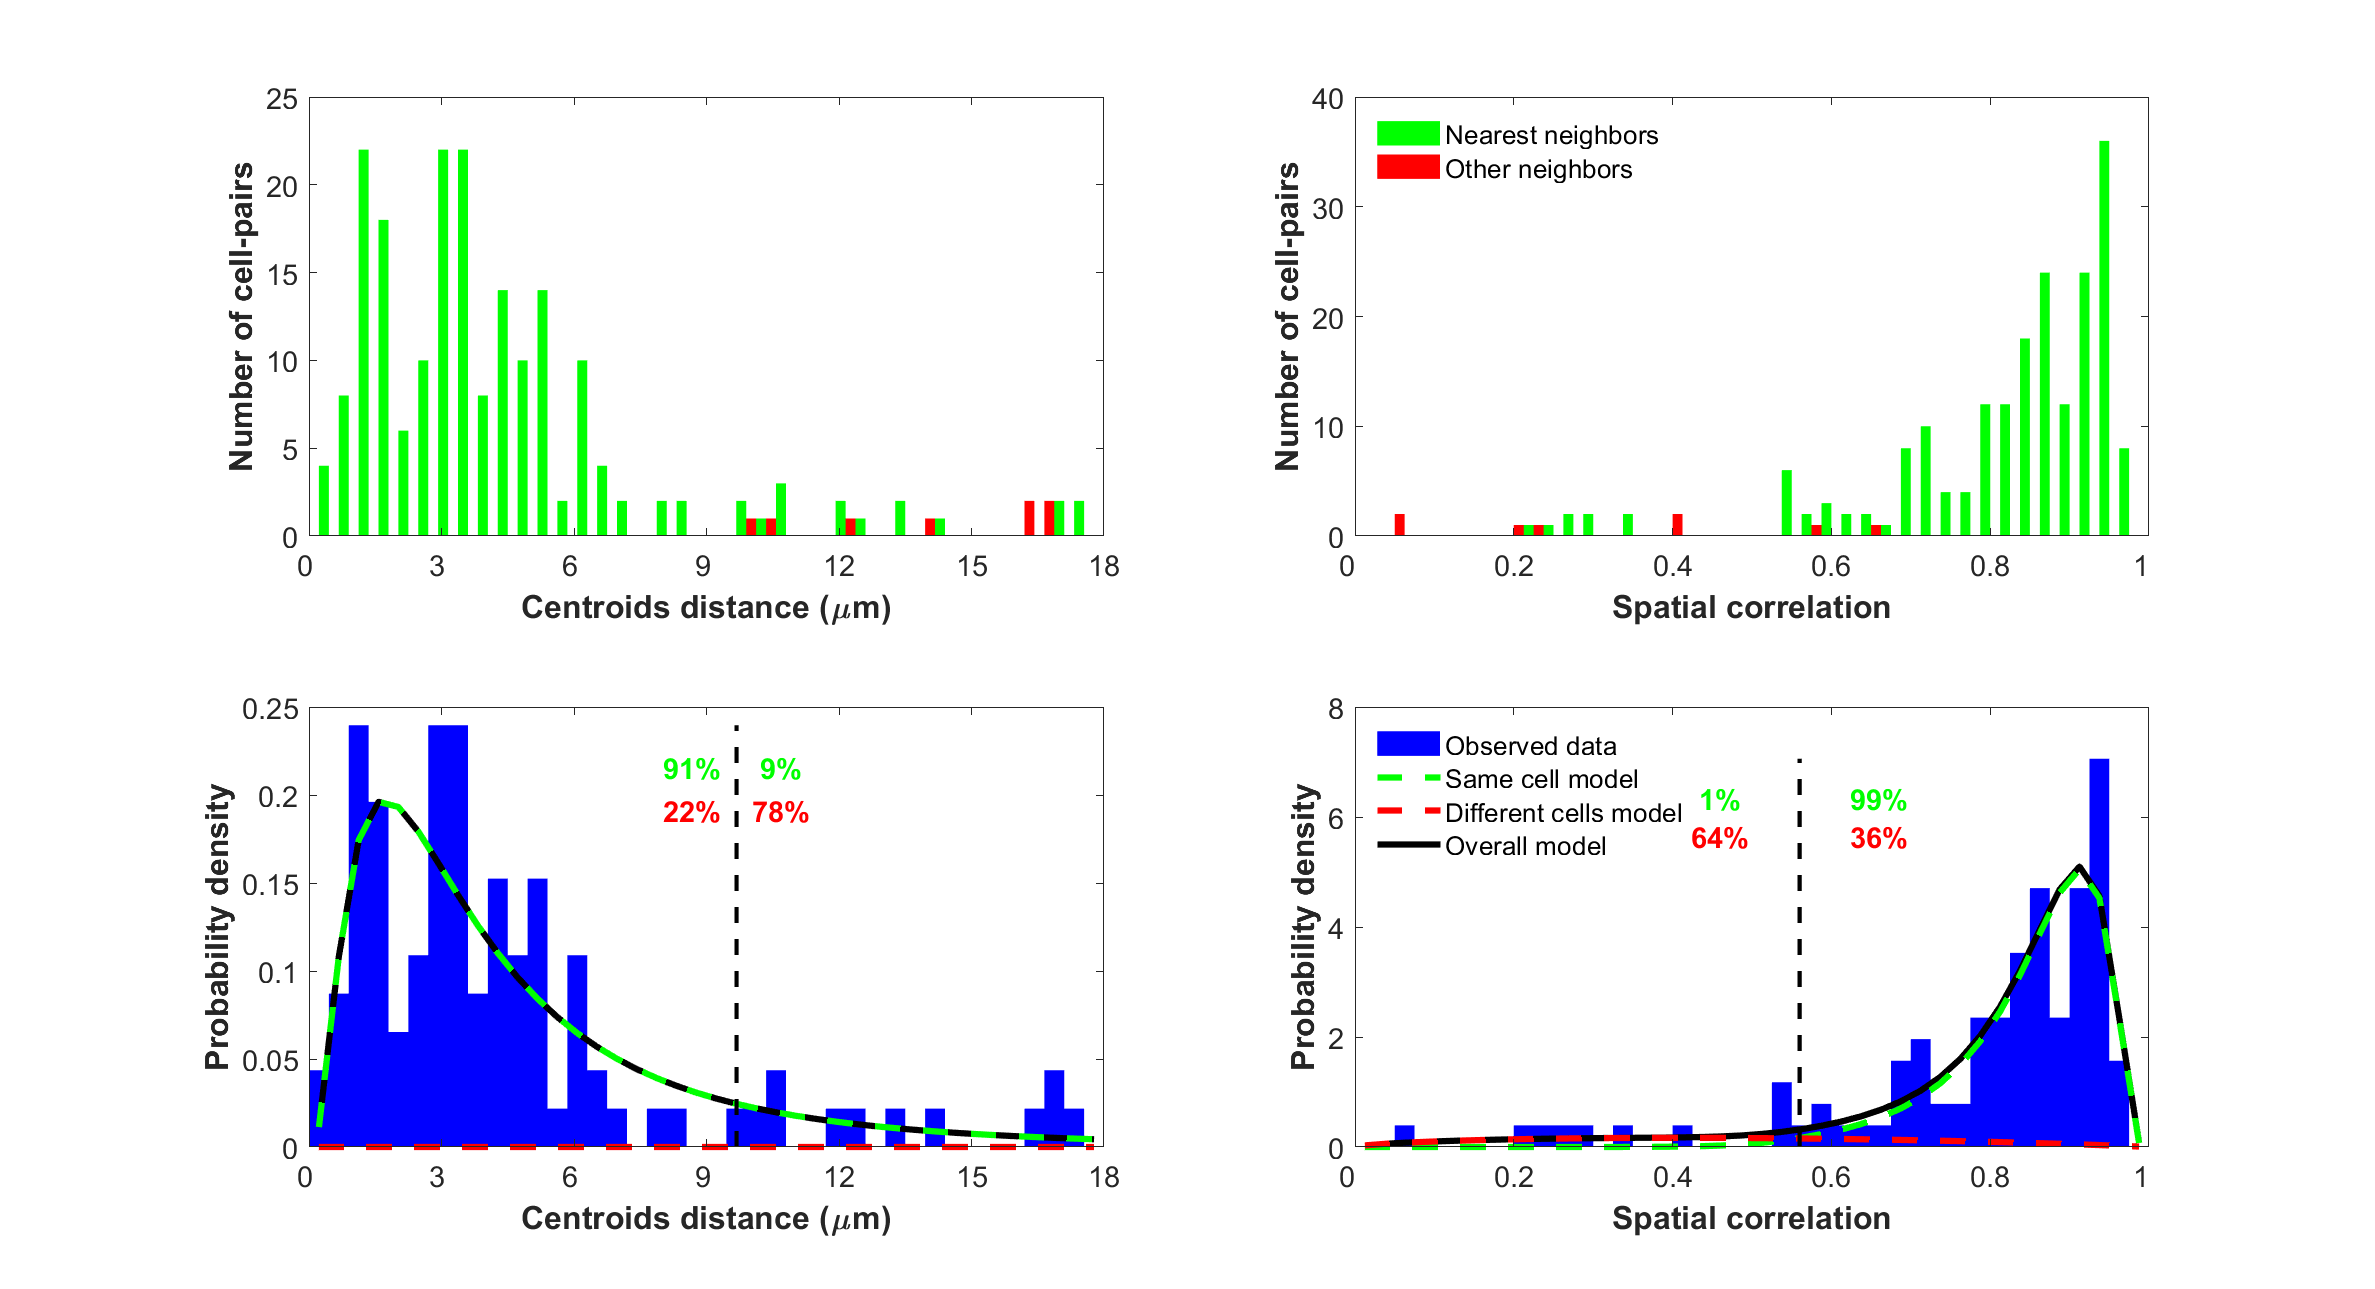 25
20
15
10
5
0
Number of cell-pairs
0 3 6 9 12 15 18
Centroids distance (μm)
40
30
20
10
0
Number of cell-pairs
Nearest neighbors
Other neighbors
0 0.2 0.4 0.6 0.8 1
Spatial correlation
0.25
0.2
0.15
0.1
0.05
0
Probability density
91% 9%
22% 78%
0 3 6 9 12 15 18
Centroids distance (μm)
8
6
4
2
0
Probability density
Observed data
Same cell model
Different cells model
Overall model
1% 99%
64% 36%
0 0.2 0.4 0.6 0.8 1
Spatial correlation